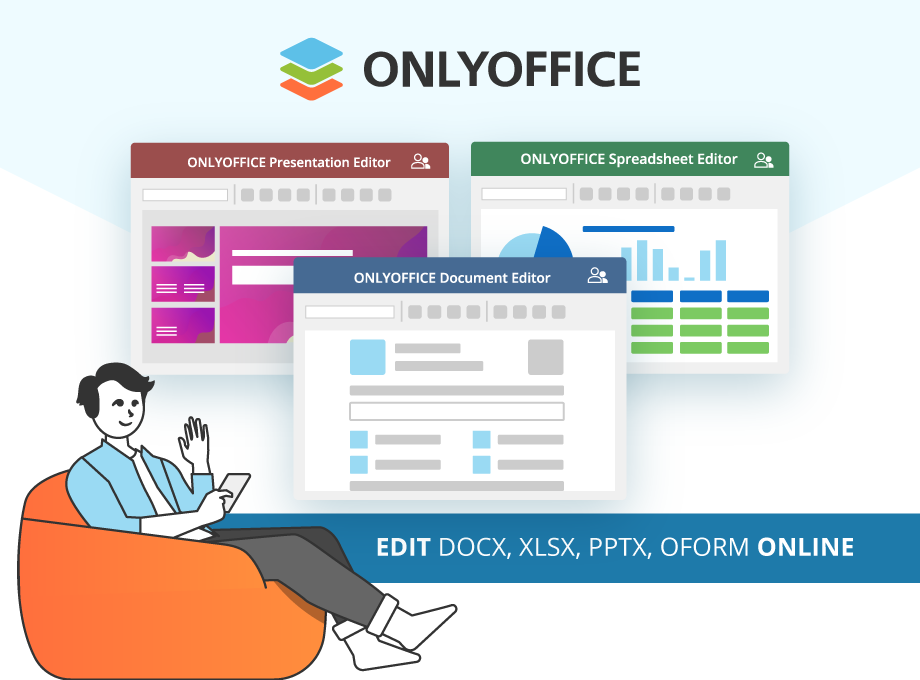 ONLYOFFICE
ONLYOFFICE Presentation Editor
ONLYOFFICE Spreadsheet Editor
ONLYOFFICE Document Editor
EDIT DOCX, XLSX, PPTX, OFORM ONLINE